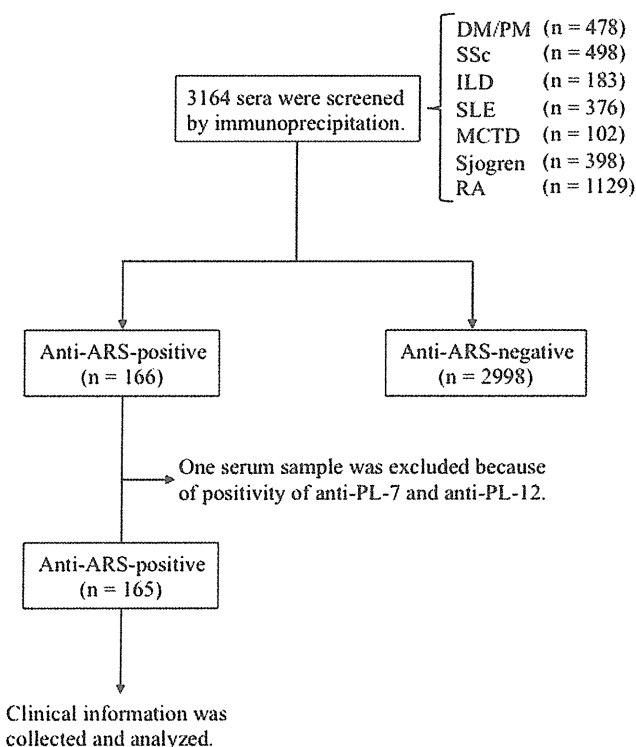 3164 sera were screened
by immunoprecipitation.
DM/PM (n = 478)
SSc (n = 498)
ILD (n = 183)
SLE (n = 376)
MCTD (n = 102)
Sjogren (n = 398)
RA (n = 1129)
Anti-ARS-positive
(n = 166)
Anti-ARS-negative
(n = 2998)
One serum sample was excluded because
of positivity of anti-PL-7 and anti-PL-12.
Anti-ARS-positive
(n = 165)
Clinical information was
collected and analyzed.